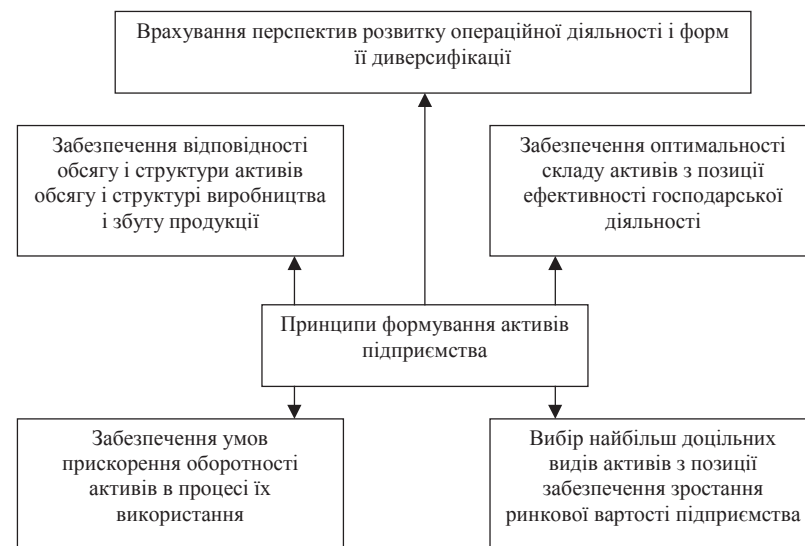 Врахування перспектив розвитку операційної діяльності і форм
її диверсифікації
Забезпечення відповідності
обсягу і структури активів
обсягу і структурі виробництва
і збуту продукції
Забезпечення оптимальності
складу активів з позиції
ефективності господарської
діяльності
Принципи формування активів
підприємства
Забезпечення умов
прискорення оборотності
активів в процесі їх
використання
Вибір найбільш доцільних
видів активів з позиції
забезпечення зростання
ринкової вартості підприємства